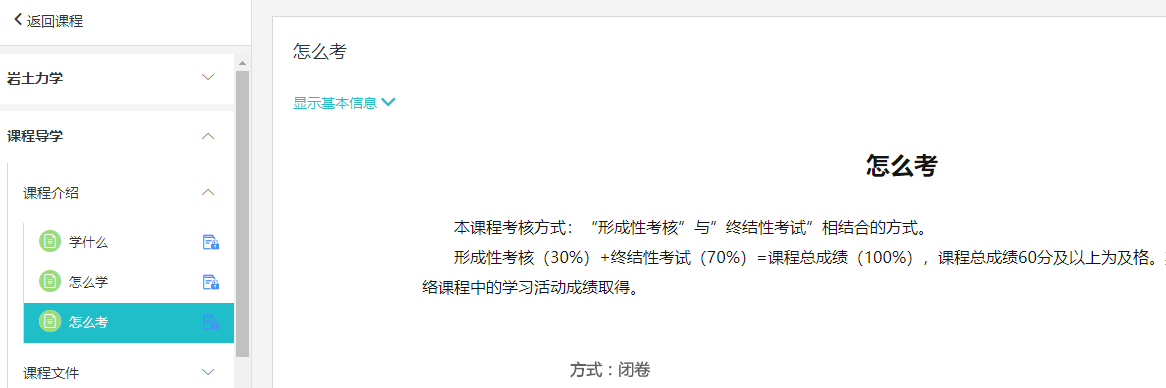 返回课程
岩土力学
课程导学
课程介绍
学什么
怎么学
怎么考
课程文件
怎么考
显示基本信息
怎么考
本课程考核方式：“形成性考核”与”终结性考试”相结合的方式。
形成性考核（30%）+终结性考试（70%）=课程总成绩（100%），课程总成绩60分及以上为及格。
络课程中的学习活动成绩取得。
方式：闭卷